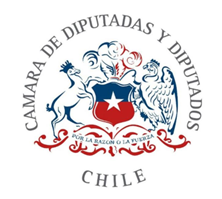 CAMARA DE DIPUTADAS Y DIPUTADOS
POR LA RAZON O LA FUERZA
CHILE